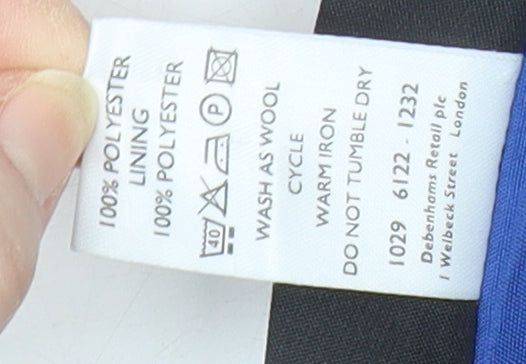 100% POLYESTER
LINING
100% POLYESTER
40 P
WASH AS WOOL
CYCLE
WARM IRON
DO NOT TUMBLE DRY
1029 6122 - 1232
Debenhams Retail plc
1 Welbeck Street London